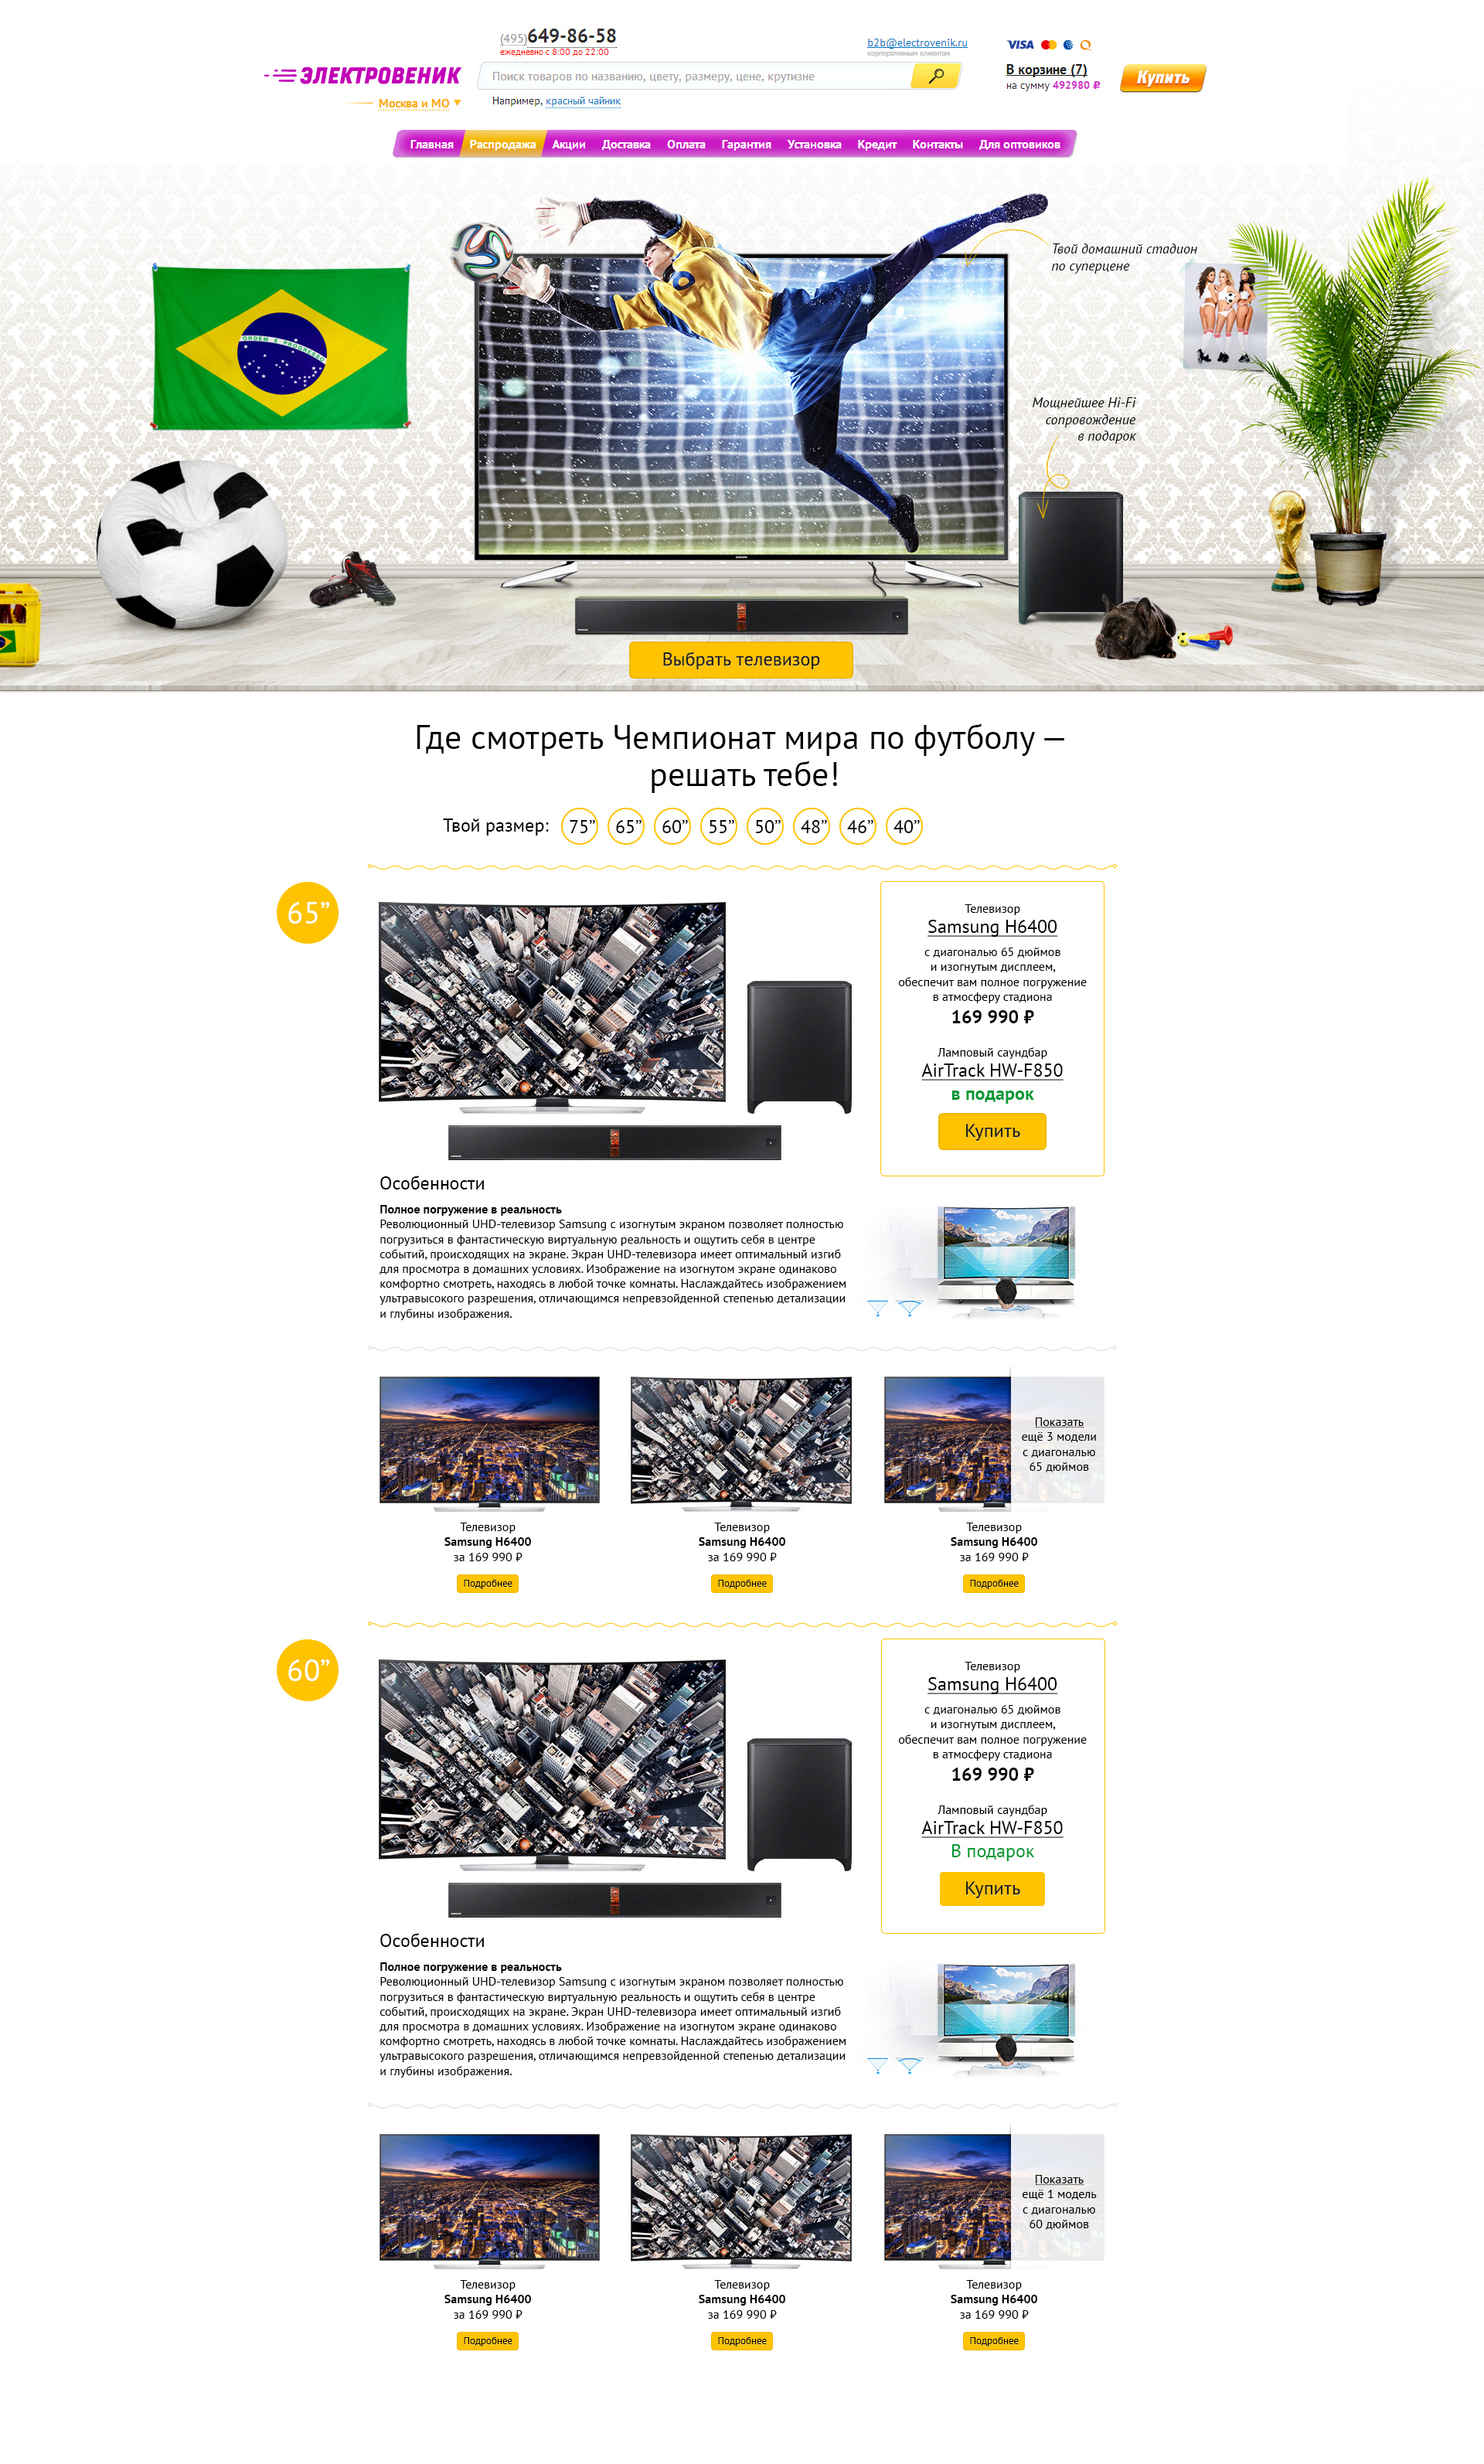 (495)649-86-58
ежедневно с 8:00 до 22:00
b2b@electrovenik.ru
корпоративным клиентам
VISA
ЭЛЕКТРОВЕНИК
Поиск товаров по названию, цвету, размеру, цене, крутизне
В корзине (7)
на сумму 492980 ₽
Купить
Москва и МО
Например, красный чайник
Главная Распродажа Акции Доставка Оплата Гарантия Установка Кредит Контакты Для оптовиков
Твой домашний стадион
по суперцене
ORDEM E PROGRESSO
Мощнейшее Hi-Fi
сопровождение
в подарок
SAMSUNG
Выбрать телевизор
Где смотреть Чемпионат мира по футболу —
решать тебе!
Твой размер: 75” 65” 60” 55” 50” 48” 46” 40”
65”
Телевизор
Samsung H6400
с диагональю 65 дюймов
и изогнутым дисплеем,
обеспечит вам полное погружение
в атмосферу стадиона
169 990 ₽
Ламповый саундбар
AirTrack HW-F850
в подарок
Купить
Особенности
Полное погружение в реальность
Революционный UHD-телевизор Samsung с изогнутым экраном позволяет полностью
погрузиться в фантастическую виртуальную реальность и ощутить себя в центре
событий, происходящих на экране. Экран UHD-телевизора имеет оптимальный изгиб
для просмотра в домашних условиях. Изображение на изогнутом экране одинаково
комфортно смотреть, находясь в любой точке комнаты. Наслаждайтесь изображением
ультравысокого разрешения, отличающимся непревзойденной степенью детализации
и глубины изображения.
Показать
ещё 3 модели
с диагональю
65 дюймов
Телевизор
Samsung H6400
за 169 990 ₽
Подробнее
Телевизор
Samsung H6400
за 169 990 ₽
Подробнее
Телевизор
Samsung H6400
за 169 990 ₽
Подробнее
60”
Телевизор
Samsung H6400
с диагональю 65 дюймов
и изогнутым дисплеем,
обеспечит вам полное погружение
в атмосферу стадиона
169 990 ₽
Ламповый саундбар
AirTrack HW-F850
В подарок
Купить
Особенности
Полное погружение в реальность
Революционный UHD-телевизор Samsung с изогнутым экраном позволяет полностью
погрузиться в фантастическую виртуальную реальность и ощутить себя в центре
событий, происходящих на экране. Экран UHD-телевизора имеет оптимальный изгиб
для просмотра в домашних условиях. Изображение на изогнутом экране одинаково
комфортно смотреть, находясь в любой точке комнаты. Наслаждайтесь изображением
ультравысокого разрешения, отличающимся непревзойденной степенью детализации
и глубины изображения.
Показать
ещё 1 модель
с диагональю
60 дюймов
Телевизор
Samsung H6400
за 169 990 ₽
Подробнее
Телевизор
Samsung H6400
за 169 990 ₽
Подробнее
Телевизор
Samsung H6400
за 169 990 ₽
Подробнее